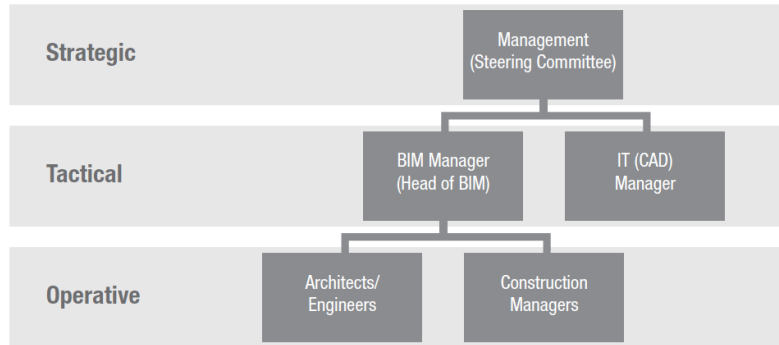 Strategic
Management
(Steering Committee)
Tactical
BIM Manager
(Head of BIM)
IT (CAD)
Manager
Operative
Architects/
Engineers
Construction
Managers